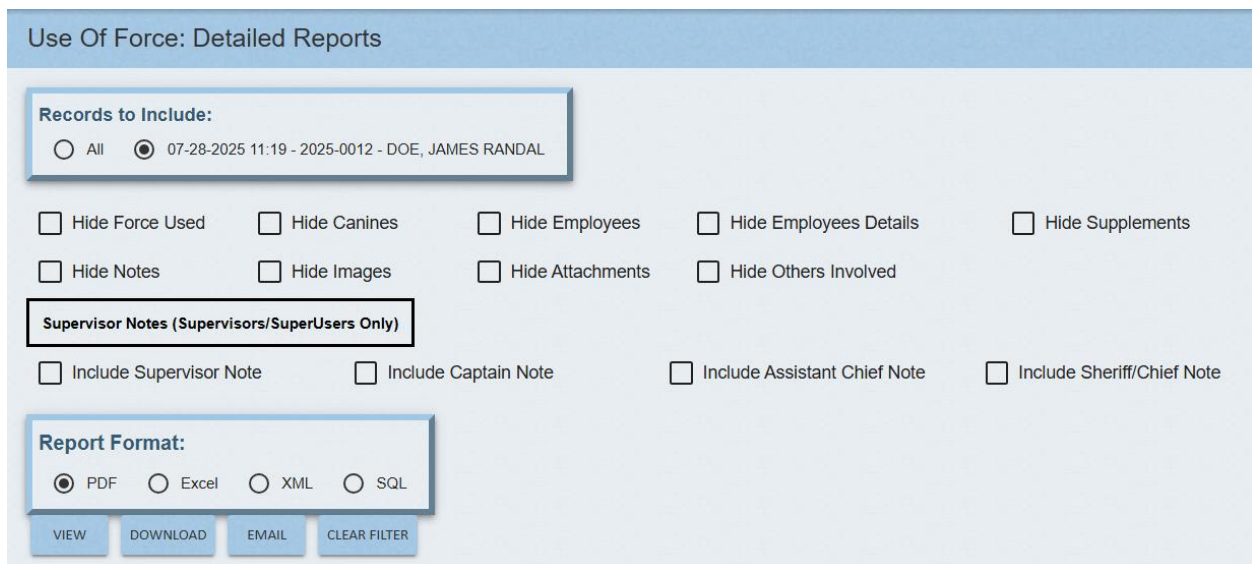 Use Of Force: Detailed Reports
Records to Include:
All 07-28-2025 11:19 - 2025-0012 - DOE, JAMES RANDAL
Hide Force Used Hide Canines Hide Employees Hide Employees Details Hide Supplements
Hide Notes Hide Images Hide Attachments Hide Others Involved
Supervisor Notes (Supervisors/SuperUsers Only)
Include Supervisor Note Include Captain Note Include Assistant Chief Note Include Sheriff/Chief Note
Report Format:
PDF Excel XML SQL
VIEW DOWNLOAD EMAIL CLEAR FILTER